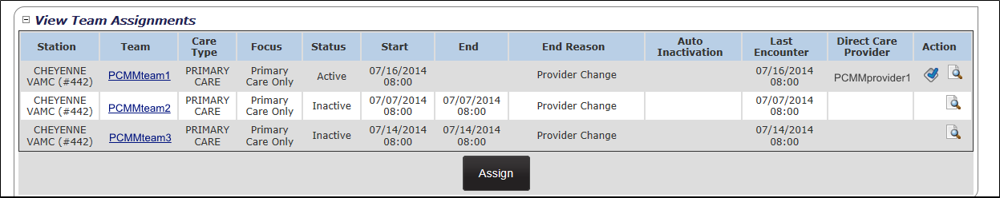 View Team Assignments
Station Team Care Type Focus Status Start End End Reason Auto Inactivation Last Encounter Direct Care Provider Action
CHEYENNE VAMC (#442) PCMMteam1 PRIMARY CARE Primary Care Only Active 07/16/2014 08:00 Provider Change 07/16/2014 08:00 PCMMprovider1
CHEYENNE VAMC (#442) PCMMteam2 PRIMARY CARE Primary Care Only Inactive 07/07/2014 08:00 07/07/2014 08:00 Provider Change 07/07/2014 08:00
CHEYENNE VAMC (#442) PCMMteam3 PRIMARY CARE Primary Care Only Inactive 07/14/2014 08:00 07/14/2014 08:00 Provider Change 07/14/2014 08:00
Assign